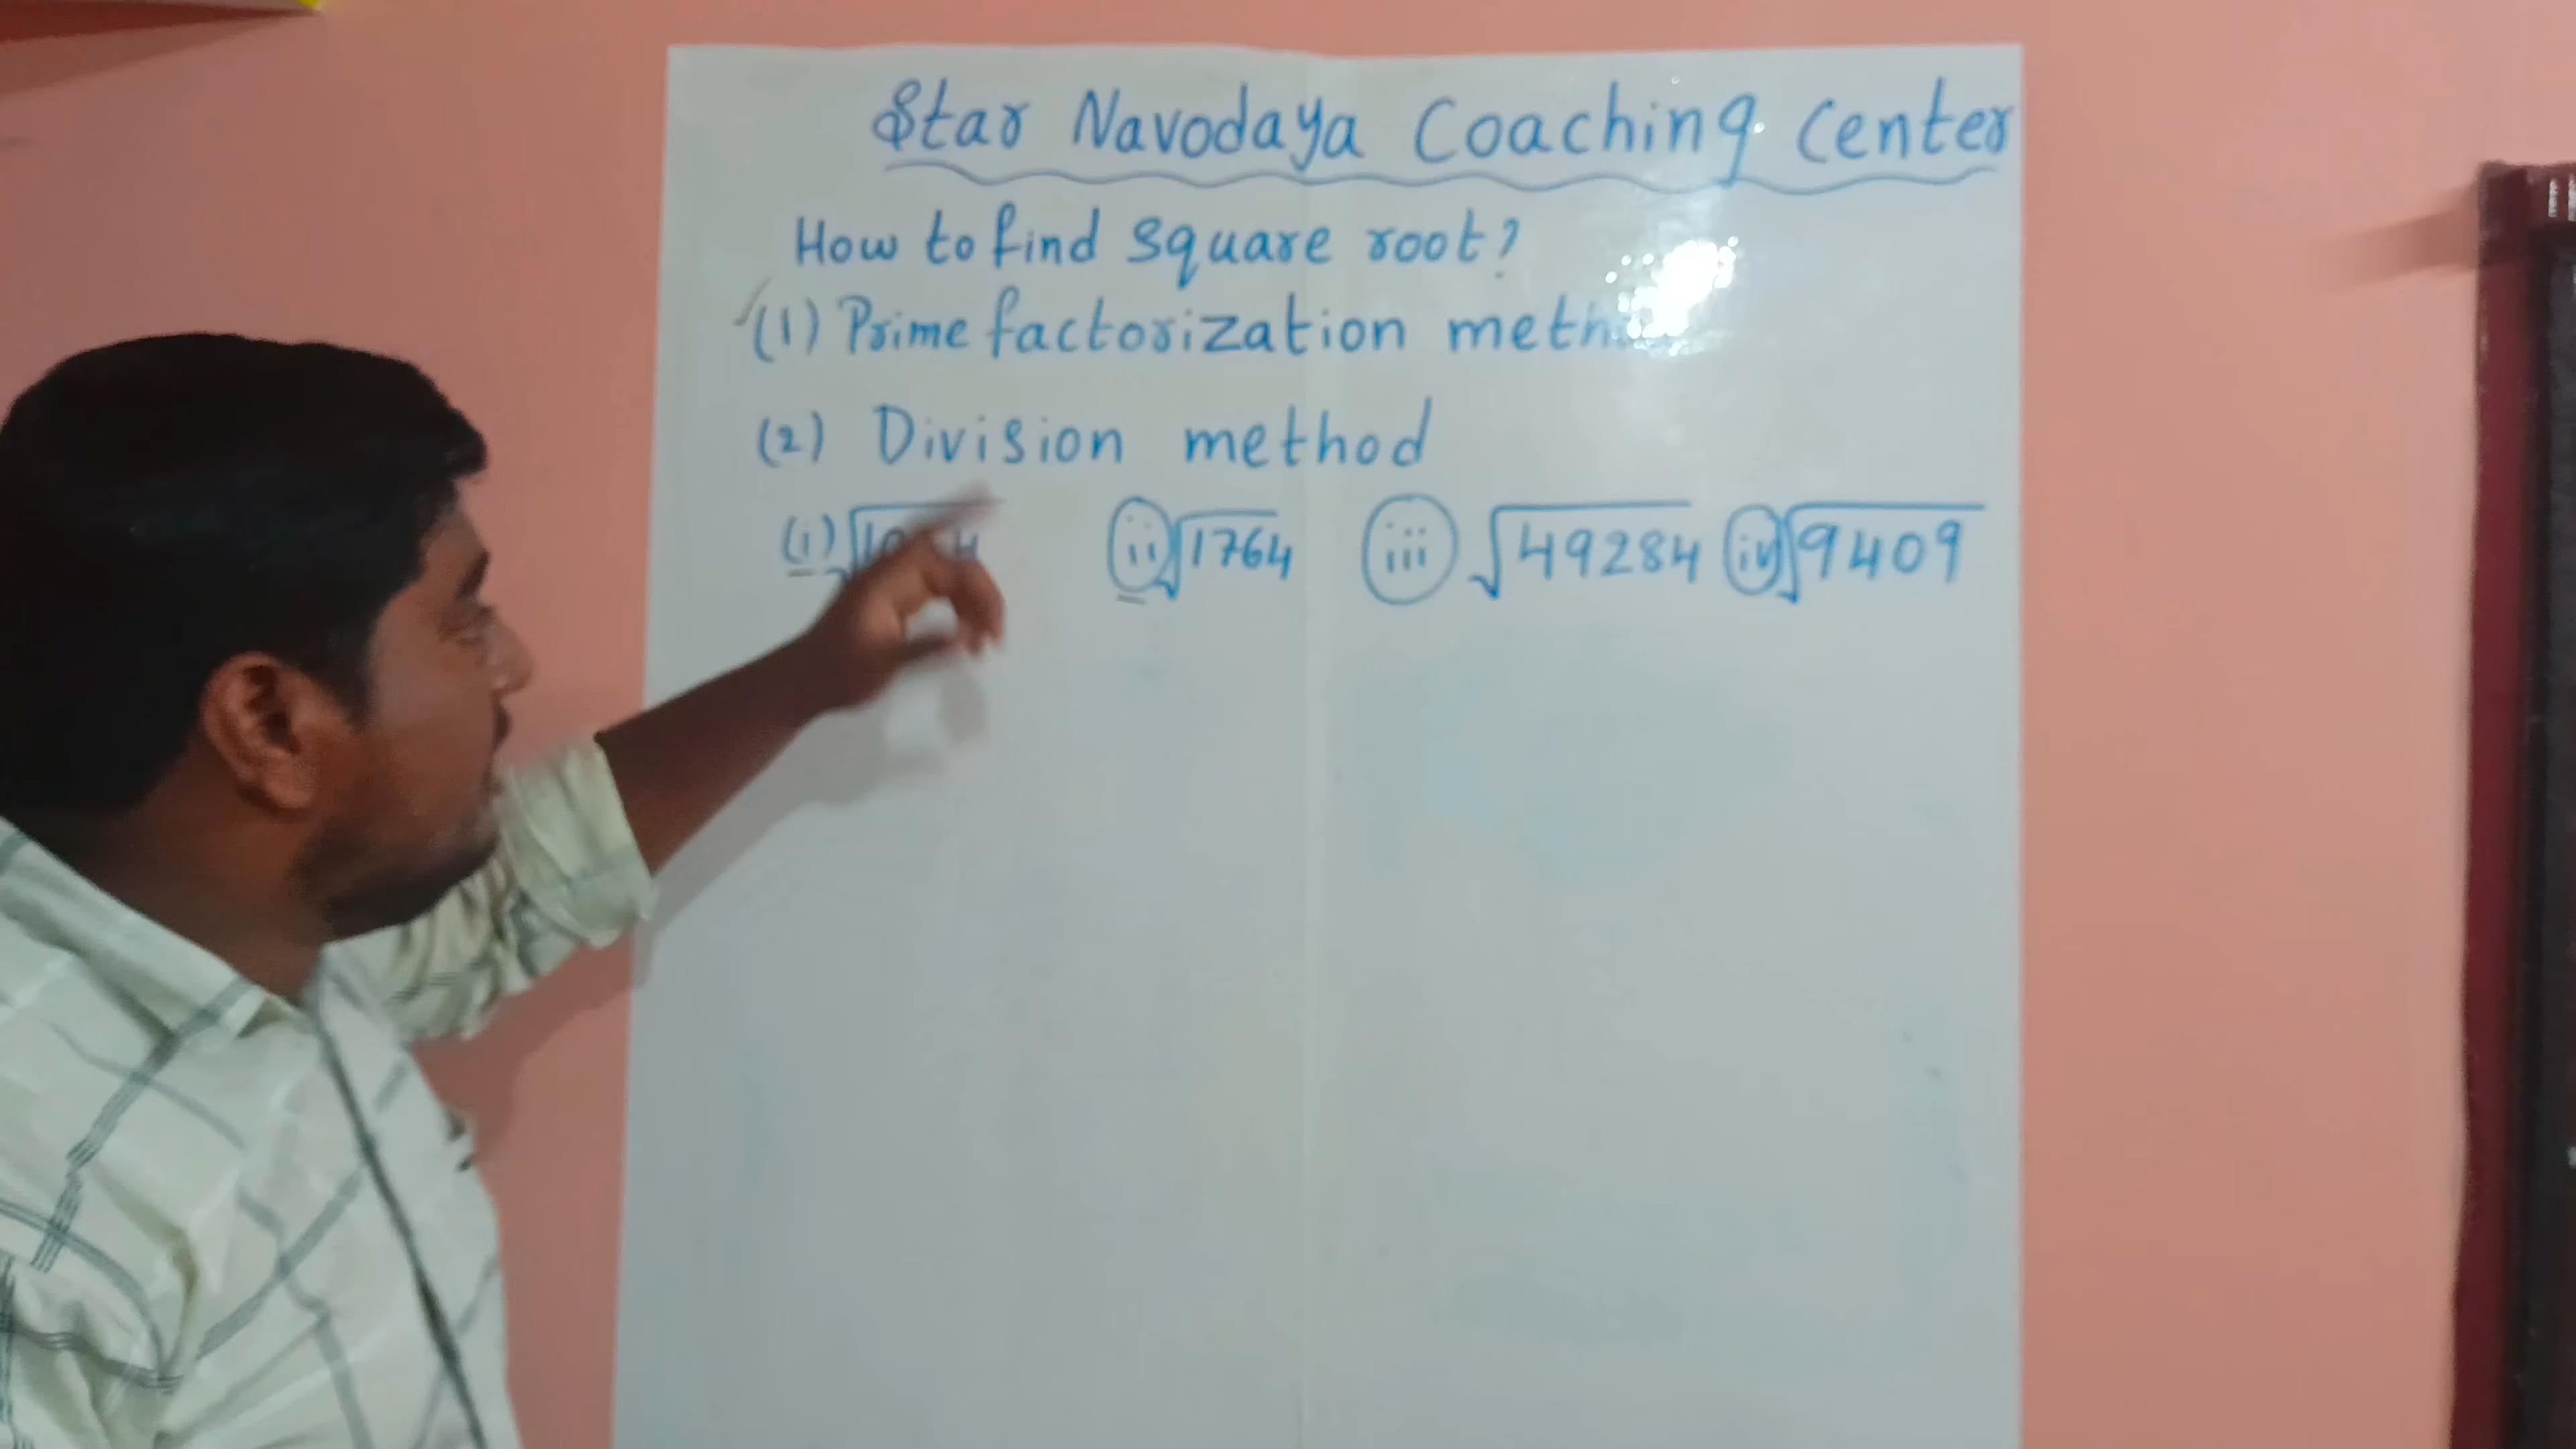 Star Navodaya Coaching Center
How to find square root?
(1) Prime factorization
(2) Division method
(i) (ii) √1764 (iii) √49284 (iv) √9409